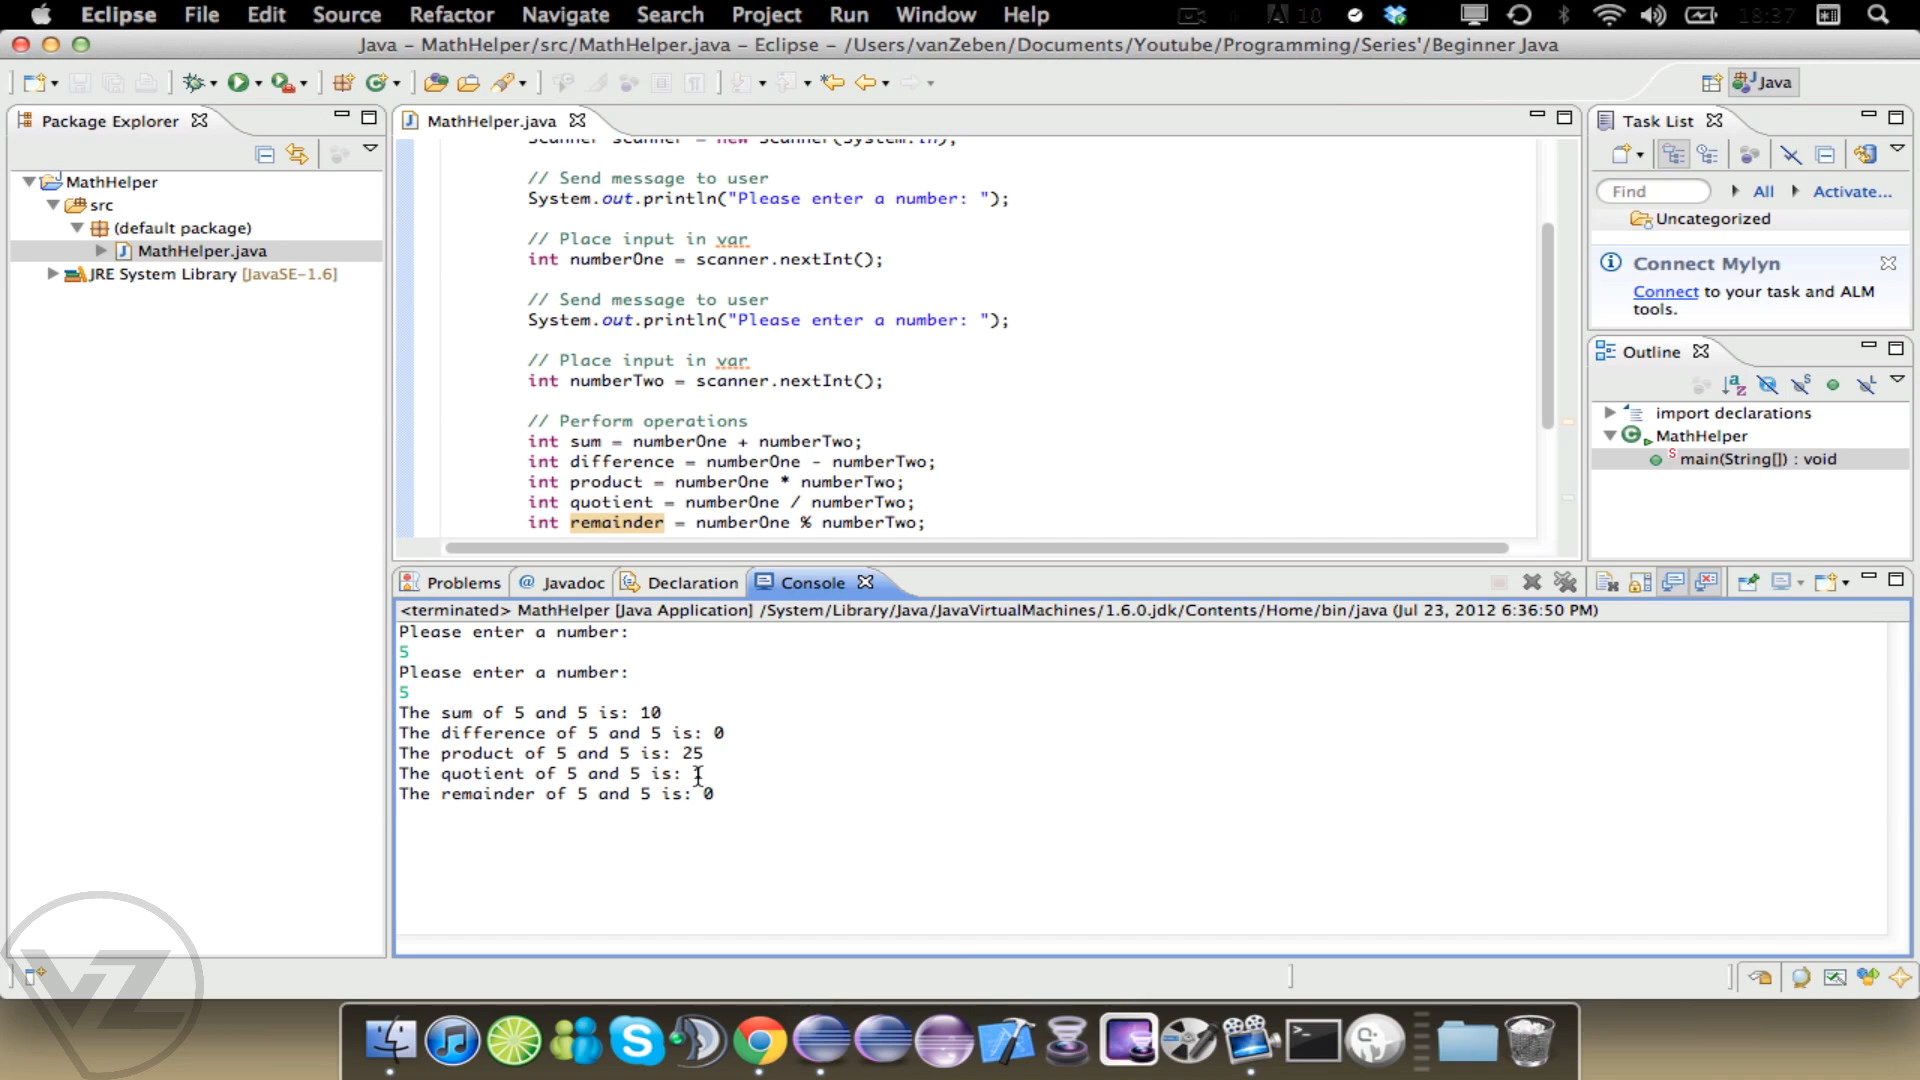 Eclipse File Edit Source Refactor Navigate Search Project Run Window Help 10 18:37
Java – MathHelper/src/MathHelper.java – Eclipse – /Users/vanZeben/Documents/Youtube/Programming/Series'/Beginner Java
Java
Package Explorer
MathHelper
src
(default package)
MathHelper.java
JRE System Library [JavaSE-1.6]
MathHelper.java
Scanner scanner = new Scanner(System.in);
// Send message to user
System.out.println("Please enter a number: ");
// Place input in var
int numberOne = scanner.nextInt();
// Send message to user
System.out.println("Please enter a number: ");
// Place input in var
int numberTwo = scanner.nextInt();
// Perform operations
int sum = numberOne + numberTwo;
int difference = numberOne - numberTwo;
int product = numberOne * numberTwo;
int quotient = numberOne / numberTwo;
int remainder = numberOne % numberTwo;
Task List
Find All Activate...
Uncategorized
Connect Mylyn
Connect to your task and ALM
tools.
Outline
import declarations
MathHelper
main(String[]) : void
Problems Javadoc Declaration Console
<terminated> MathHelper [Java Application] /System/Library/Java/JavaVirtualMachines/1.6.0.jdk/Contents/Home/bin/java (Jul 23, 2012 6:36:50 PM)
Please enter a number:
5
Please enter a number:
5
The sum of 5 and 5 is: 10
The difference of 5 and 5 is: 0
The product of 5 and 5 is: 25
The quotient of 5 and 5 is: 1
The remainder of 5 and 5 is: 0
VZ